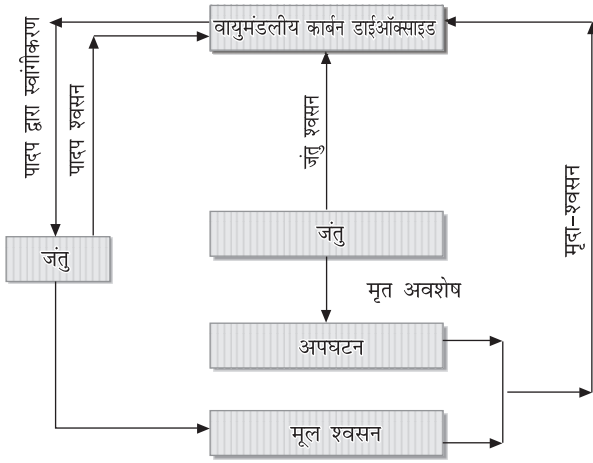 वायुमंडलीय कार्बन डाईऑक्साइड
पादप द्वारा स्वांगीकरण
पादप श्वसन
जंतु श्वसन
मृदा-श्वसन
जंतु
जंतु
मृत अवशेष
अपघटन
मूल श्वसन